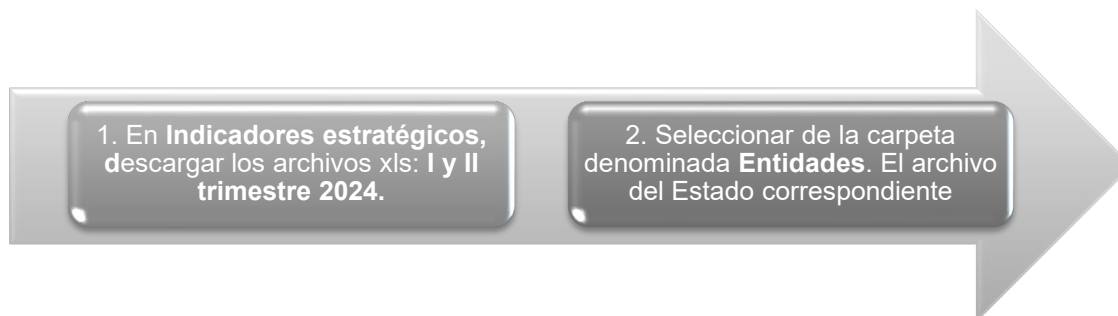 1. En Indicadores estratégicos,
descargar los archivos xls: I y II
trimestre 2024.
2. Seleccionar de la carpeta
denominada Entidades. El archivo
del Estado correspondiente